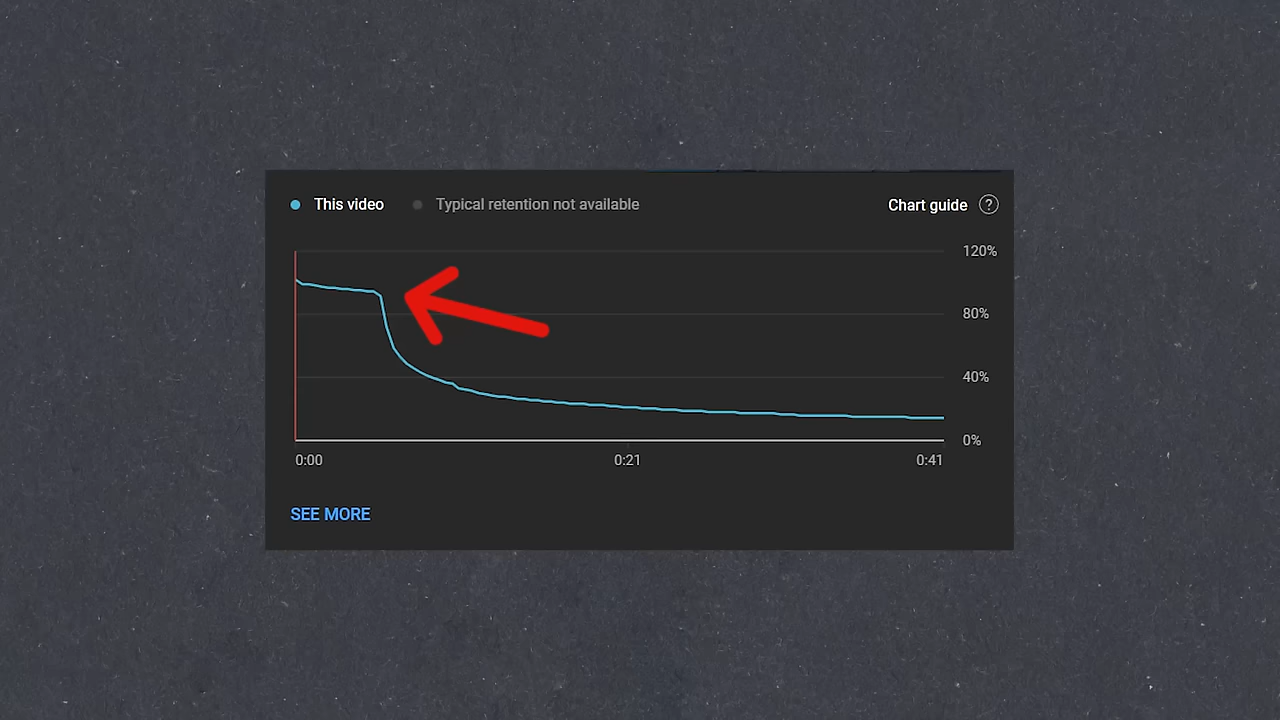 This video
Typical retention not available
Chart guide ?
120%
80%
40%
0%
0:00
0:21
0:41
SEE MORE